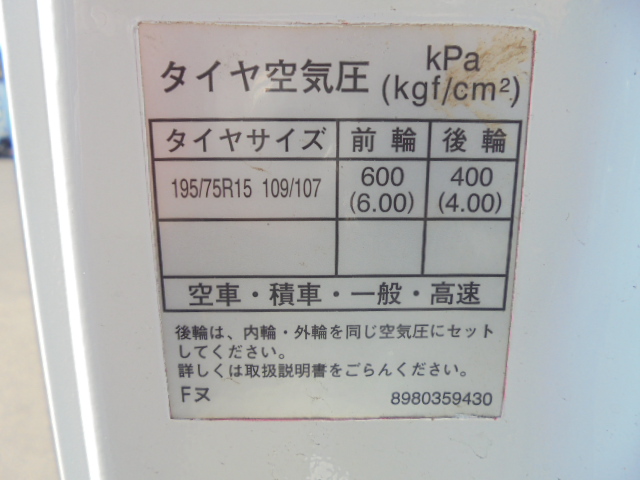 タイヤ空気圧 kPa
(kgf/cm²)
タイヤサイズ 前輪 後輪
195/75R15 109/107 600 400
(6.00) (4.00)
空車・積車・一般・高速
後輪は、内輪・外輪を同じ空気圧にセット
してください。
詳しくは取扱説明書をごらんください。
Fヌ 8980359430